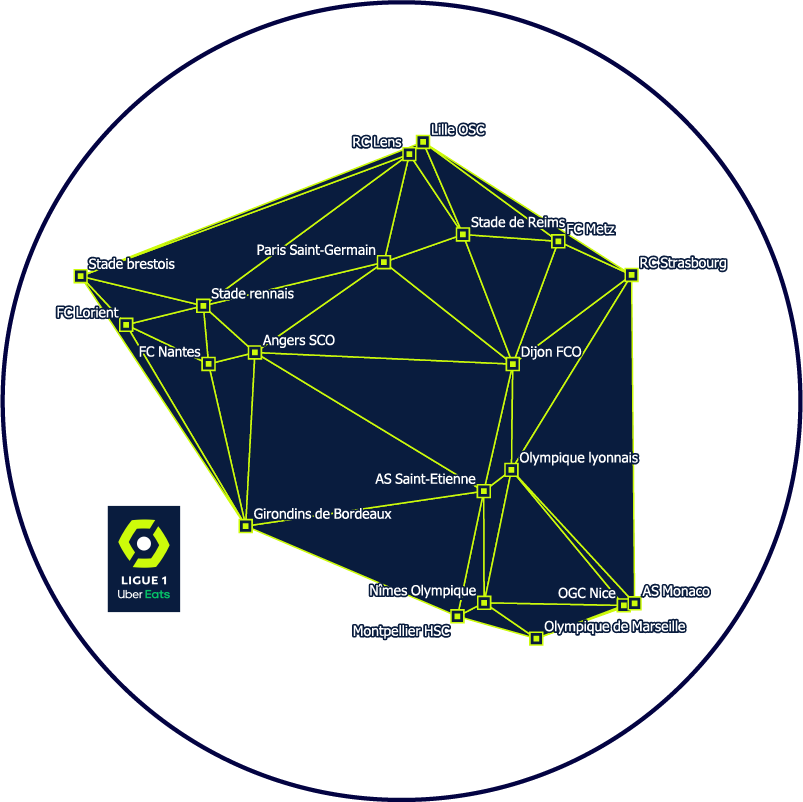 Lille OSC
RC Lens
Stade de Reims
FC Metz
Paris Saint-Germain
RC Strasbourg
Stade brestois
Stade rennais
FC Lorient
Angers SCO
FC Nantes
Dijon FCO
Olympique lyonnais
AS Saint-Etienne
Girondins de Bordeaux
LIGUE 1
Uber Eats
Nîmes Olympique
OGC Nice
AS Monaco
Olympique de Marseille
Montpellier HSC